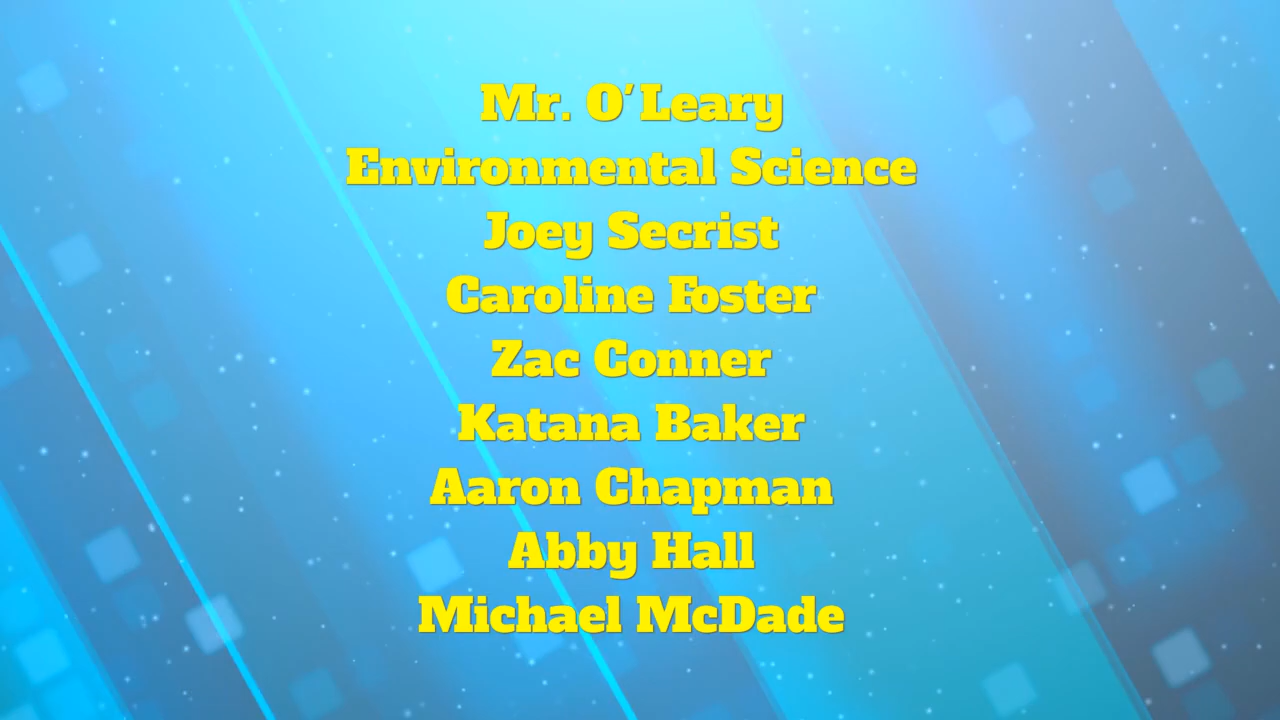 Mr. O'Leary
Environmental Science
Joey Secrist
Caroline Foster
Zac Conner
Katana Baker
Aaron Chapman
Abby Hall
Michael McDade